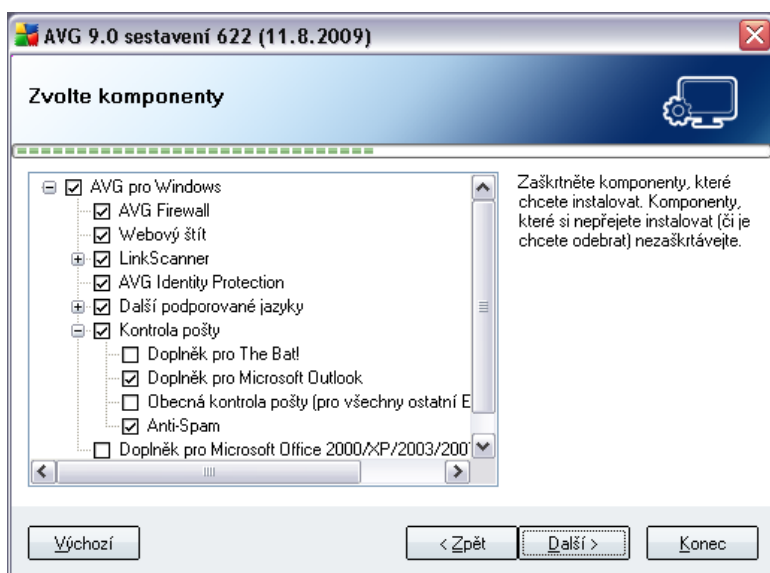 AVG 9.0 sestavení 622 (11.8.2009)
Zvolte komponenty
AVG pro Windows
AVG Firewall
Webový štít
LinkScanner
AVG Identity Protection
Další podporované jazyky
Kontrola pošty
Doplněk pro The Bat!
Doplněk pro Microsoft Outlook
Obecná kontrola pošty (pro všechny ostatní E
Anti-Spam
Doplněk pro Microsoft Office 2000/XP/2003/200
Zaškrtněte komponenty, které
chcete instalovat. Komponenty,
které si nepřejete instalovat (či je
chcete odebrat) nezaškrtávejte.
Výchozí
< Zpět
Další >
Konec